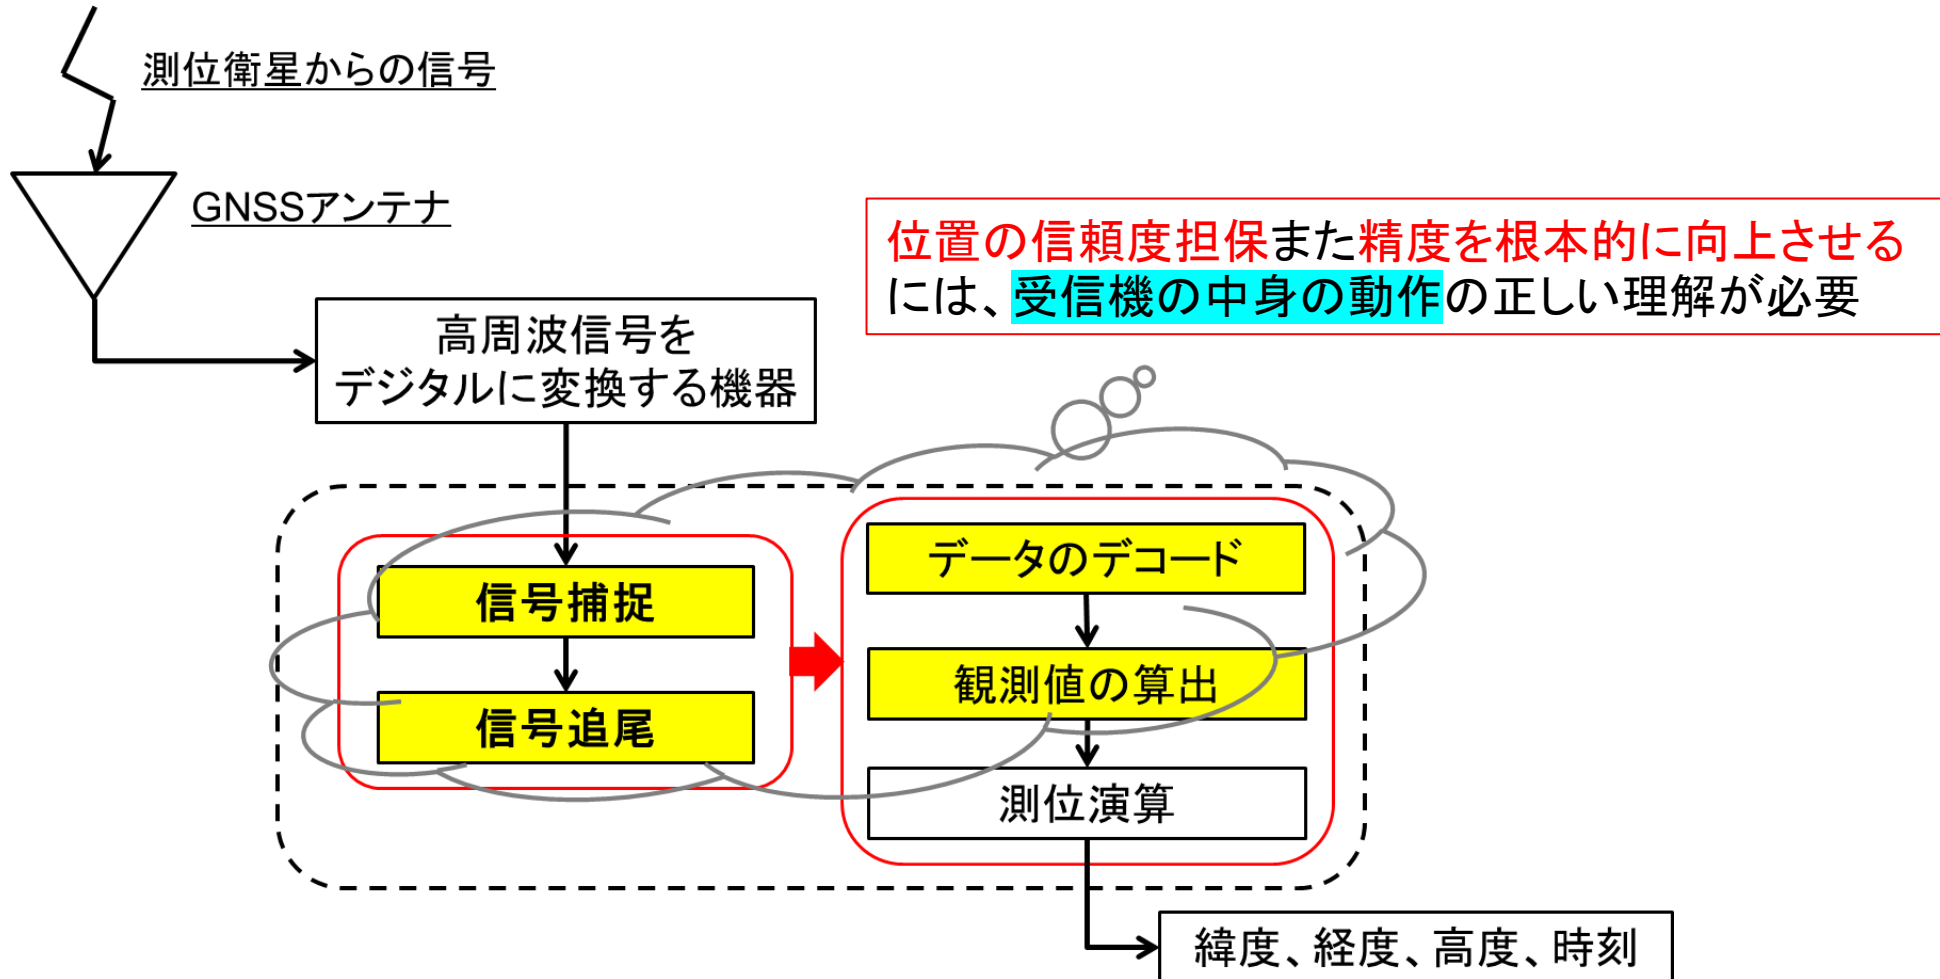 測位衛星からの信号
GNSSアンテナ
位置の信頼度担保また精度を根本的に向上させる
には、受信機の中身の動作の正しい理解が必要
高周波信号を
デジタルに変換する機器
信号捕捉
信号追尾
データのデコード
観測値の算出
測位演算
緯度、経度、高度、時刻